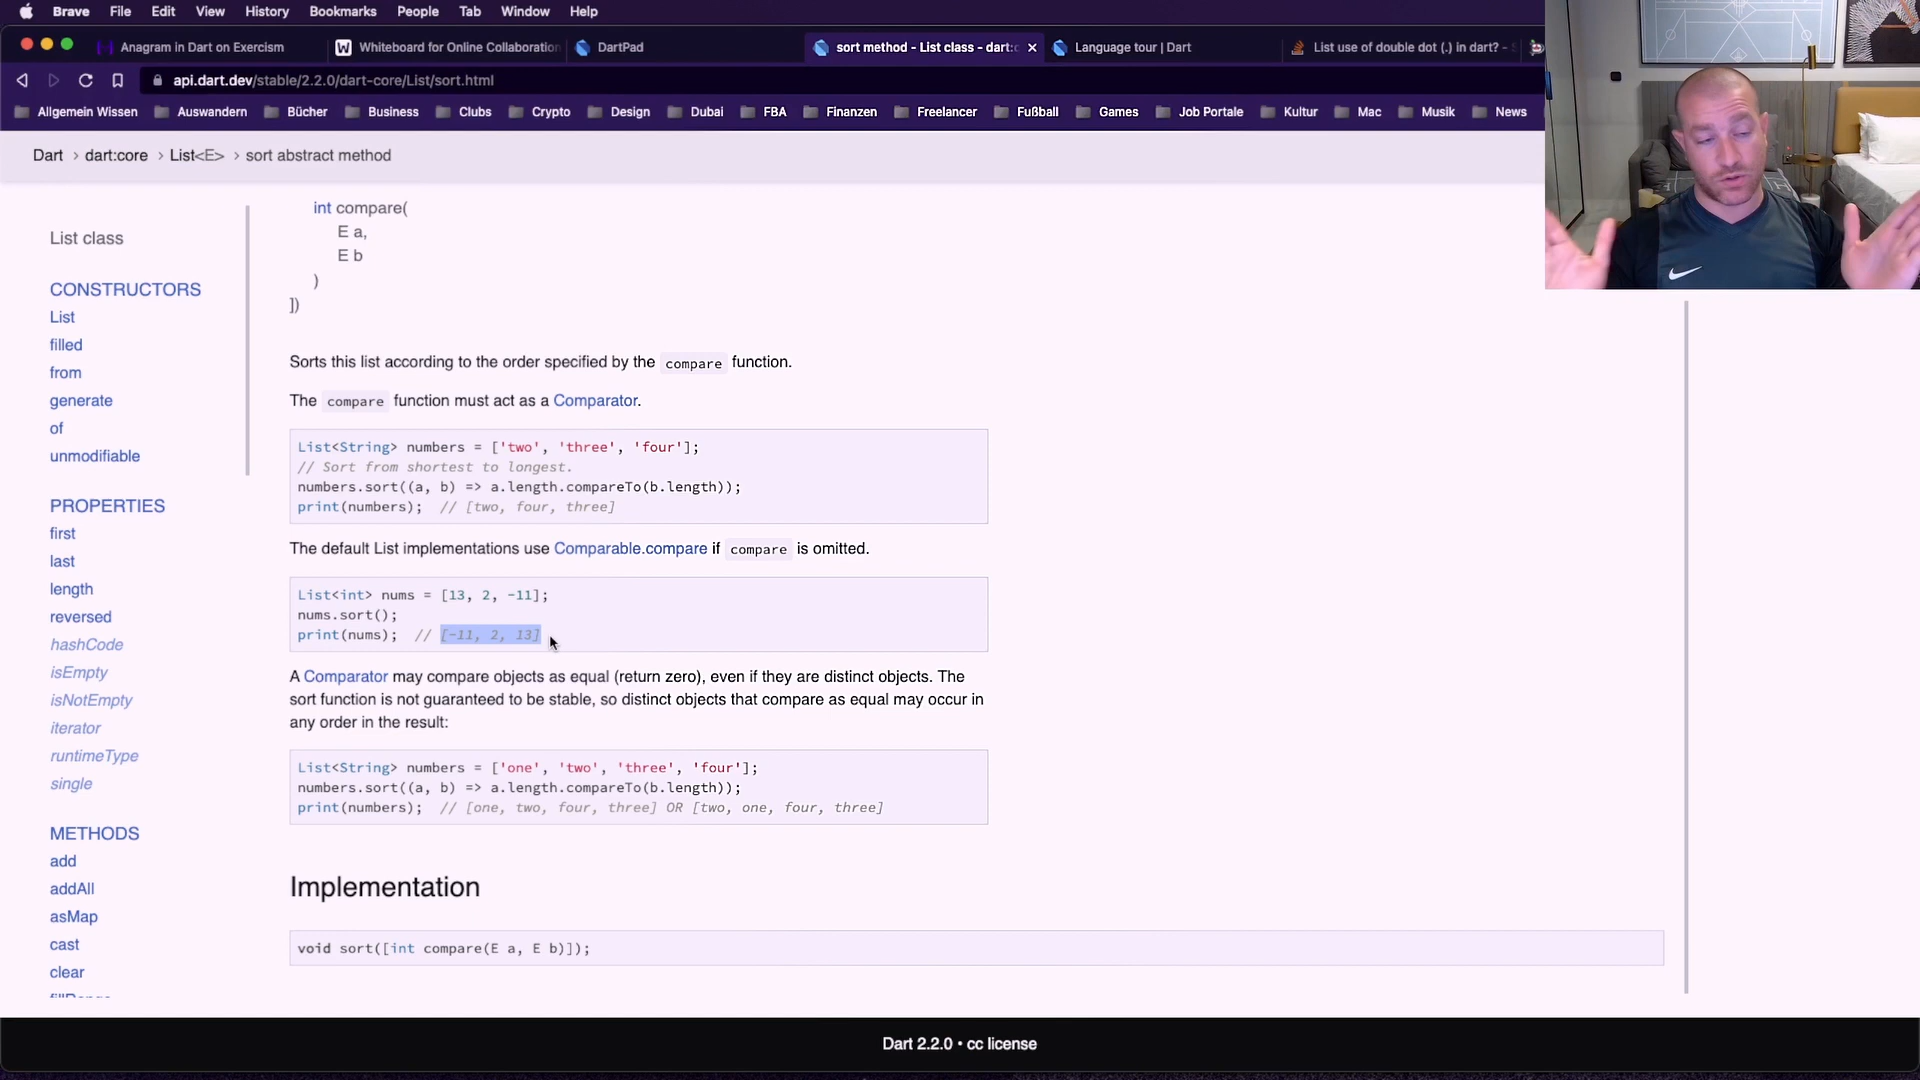 Brave File Edit View History Bookmarks People Tab Window Help
Anagram in Dart on Exercism
Whiteboard for Online Collaboration
DartPad
sort method - List class - dart:c
Language tour | Dart
List use of double dot (.) in dart? - S
api.dart.dev/stable/2.2.0/dart-core/List/sort.html
Allgemein Wissen Auswandern Bücher Business Clubs Crypto Design Dubai FBA Finanzen Freelancer Fußball Games Job Portale Kultur Mac Musik News
Dart > dart:core > List<E> > sort abstract method
List class
CONSTRUCTORS
List
filled
from
generate
of
unmodifiable
PROPERTIES
first
last
length
reversed
hashCode
isEmpty
isNotEmpty
iterator
runtimeType
single
METHODS
add
addAll
asMap
cast
clear
int compare(
E a,
E b
)
])
Sorts this list according to the order specified by the compare function.
The compare function must act as a Comparator.
List<String> numbers = ['two', 'three', 'four'];
// Sort from shortest to longest.
numbers.sort((a, b) => a.length.compareTo(b.length));
print(numbers);  // [two, four, three]
The default List implementations use Comparable.compare if compare is omitted.
List<int> nums = [13, 2, -11];
nums.sort();
print(nums);  // [-11, 2, 13]
A Comparator may compare objects as equal (return zero), even if they are distinct objects. The
sort function is not guaranteed to be stable, so distinct objects that compare as equal may occur in
any order in the result:
List<String> numbers = ['one', 'two', 'three', 'four'];
numbers.sort((a, b) => a.length.compareTo(b.length));
print(numbers);  // [one, two, four, three] OR [two, one, four, three]
Implementation
void sort([int compare(E a, E b)]);
Dart 2.2.0 • cc license